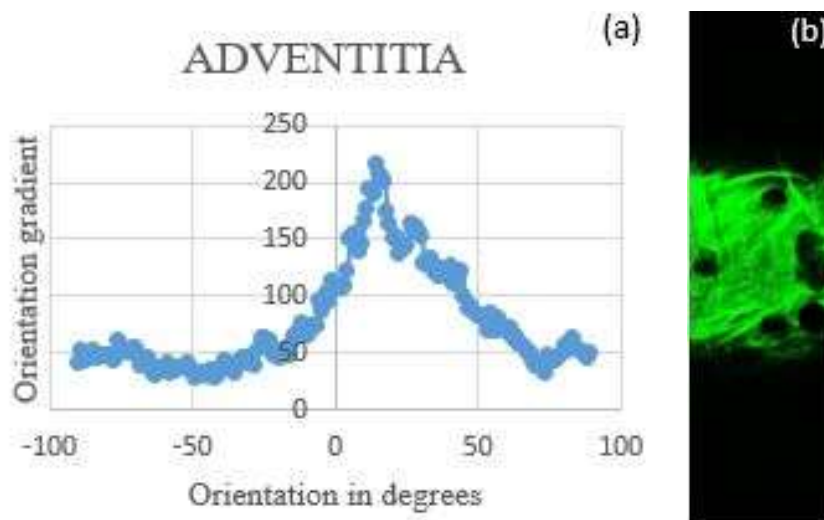 (a)
(b)
ADVENTITIA
Orientation gradient
250
200
150
100
50
0
-100
-50
0
50
100
Orientation in degrees